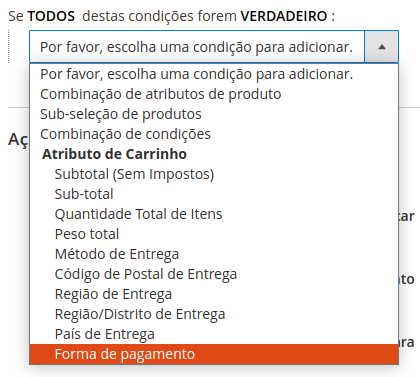 Se TODOS destas condições forem VERDADEIRO :
Por favor, escolha uma condição para adicionar.
Por favor, escolha uma condição para adicionar.
Combinação de atributos de produto
Sub-seleção de produtos
Combinação de condições
Atributo de Carrinho
Subtotal (Sem Impostos)
Sub-total
Quantidade Total de Itens
Peso total
Método de Entrega
Código de Postal de Entrega
Região de Entrega
Região/Distrito de Entrega
País de Entrega
Forma de pagamento